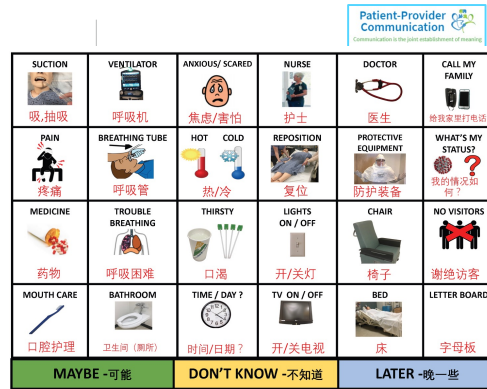 Patient-Provider
Communication
Communication is the joint establishment of meaning
SUCTION
吸,抽吸
VENTILATOR
呼吸机
ANXIOUS/ SCARED
焦虑/害怕
NURSE
护士
DOCTOR
医生
CALL MY
FAMILY
给我家里打电话
PAIN
疼痛
BREATHING TUBE
呼吸管
HOT COLD
热/冷
REPOSITION
复位
PROTECTIVE
EQUIPMENT
防护装备
WHAT'S MY
STATUS?
我的情况如
何？
MEDICINE
药物
TROUBLE
BREATHING
呼吸困难
THIRSTY
口渴
LIGHTS
ON / OFF
开/关灯
CHAIR
椅子
NO VISITORS
谢绝访客
MOUTH CARE
口腔护理
BATHROOM
卫生间（厕所）
TIME / DAY ?
时间/日期？
TV ON / OFF
开/关电视
BED
床
LETTER BOARD
字母板
MAYBE -可能
DON'T KNOW -不知道
LATER -晚一些